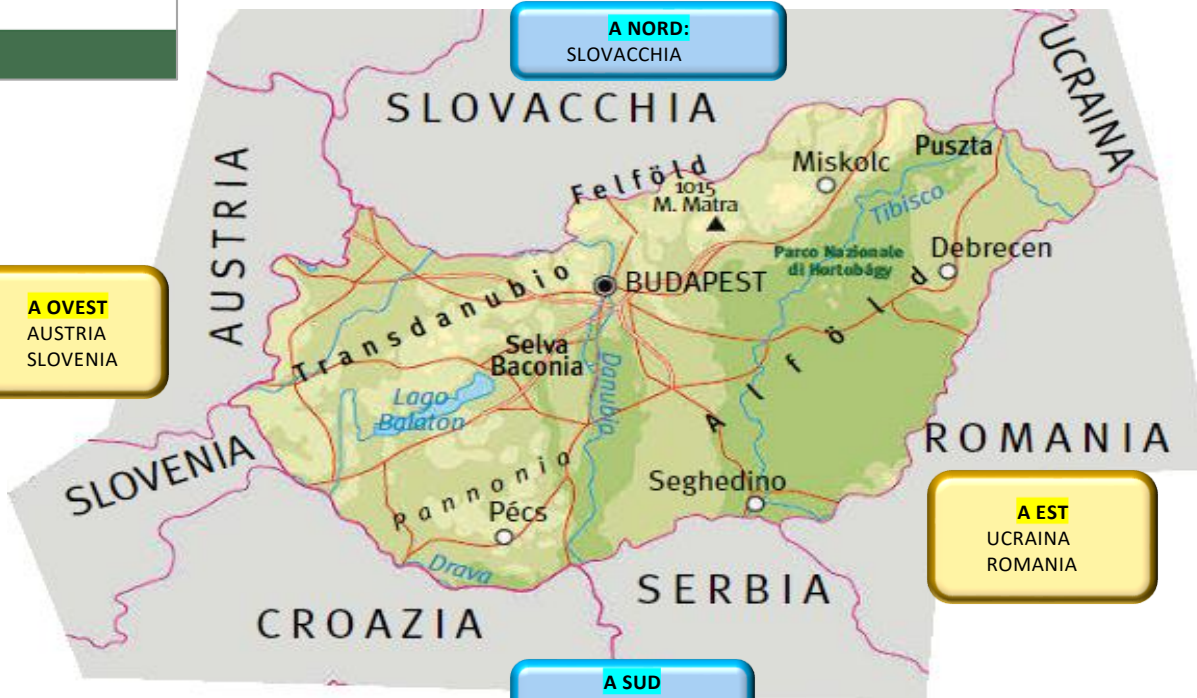 A NORD:
SLOVACCHIA
SLOVACCHIA
UCRAINA
AUSTRIA
Felföld
1015
M. Matra
Miskolc
Puszta
Tibisco
Parco Nazionale
di Hortobágy
Debrecen
BUDAPEST
Transdanubio
Selva
Baconia
Danubio
Alföld
Lago
Balaton
A OVEST
AUSTRIA
SLOVENIA
SLOVENIA
ROMANIA
Pannonia
Pécs
Seghedino
Drava
A EST
UCRAINA
ROMANIA
SERBIA
CROAZIA
A SUD